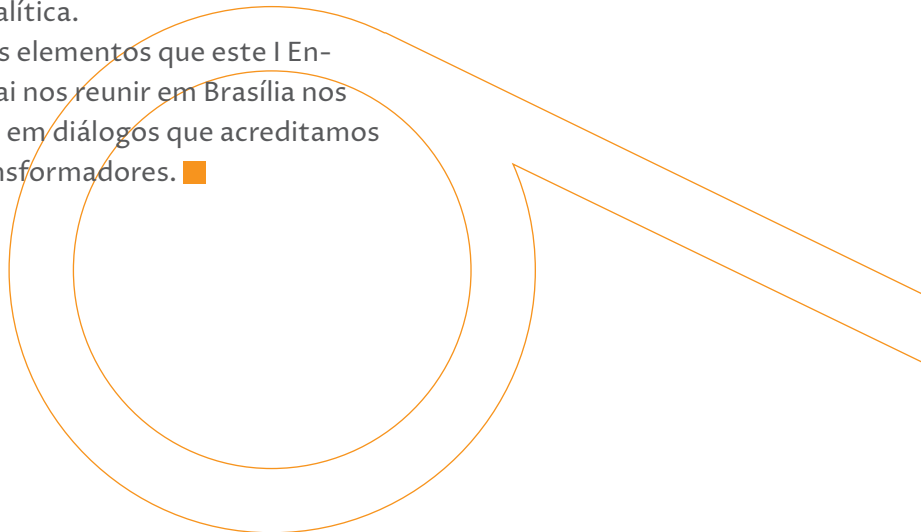 alítica.
s elementos que este I En-
ai nos reunir em Brasília nos
em diálogos que acreditamos
nsformadores.